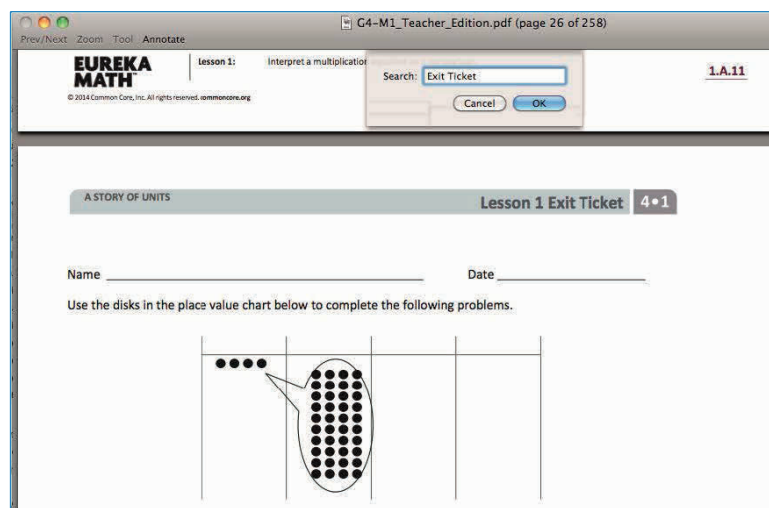 G4-M1_Teacher_Edition.pdf (page 26 of 258)
Prev/Next Zoom Tool Annotate
EUREKA MATH™
Lesson 1: Interpret a multiplication
Search: Exit Ticket
Cancel OK
1.A.11
© 2014 Common Core, Inc. All rights reserved. commoncore.org
A STORY OF UNITS
Lesson 1 Exit Ticket 4•1
Name Date
Use the disks in the place value chart below to complete the following problems.